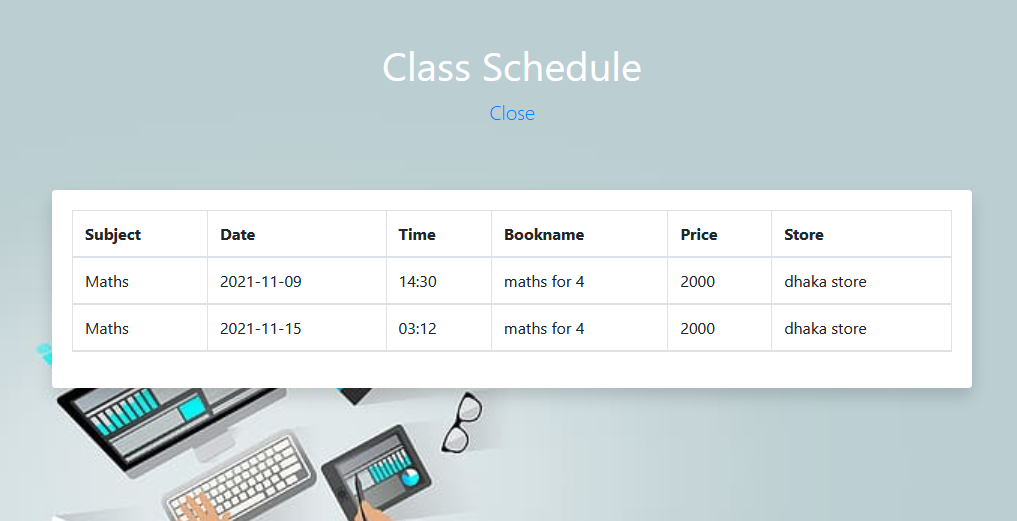 Class Schedule
Close
Subject Date Time Bookname Price Store
Maths 2021-11-09 14:30 maths for 4 2000 dhaka store
Maths 2021-11-15 03:12 maths for 4 2000 dhaka store